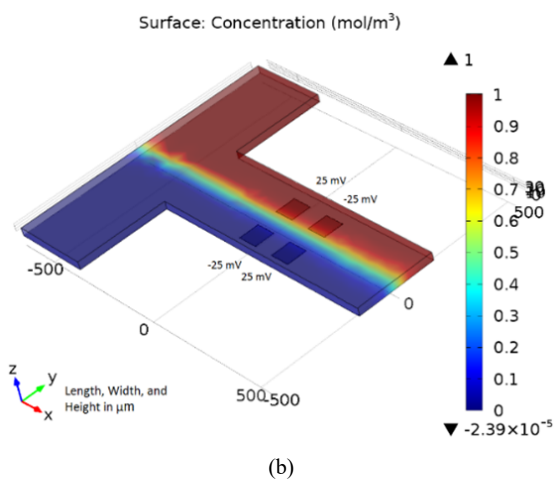 Surface: Concentration (mol/m³)
▲ 1
1
0.9
0.8
0.7
0.6
0.5
0.4
0.3
0.2
0.1
0
▼ -2.39×10⁻⁵
25 mV
-25 mV
-25 mV
25 mV
500
0
-500
0
500
-500
z
y
x
Length, Width, and
Height in μm
(b)